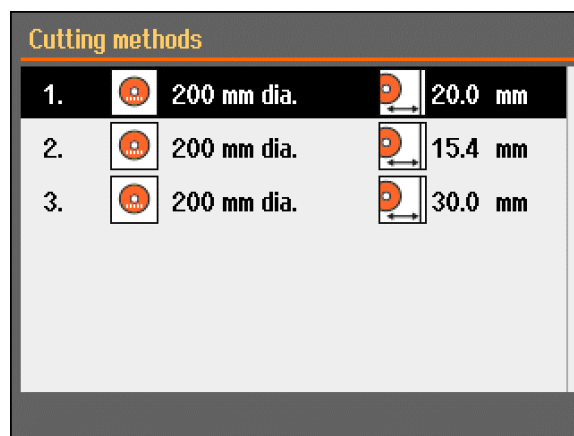 Cutting methods
1. 200 mm dia. 20.0 mm
2. 200 mm dia. 15.4 mm
3. 200 mm dia. 30.0 mm